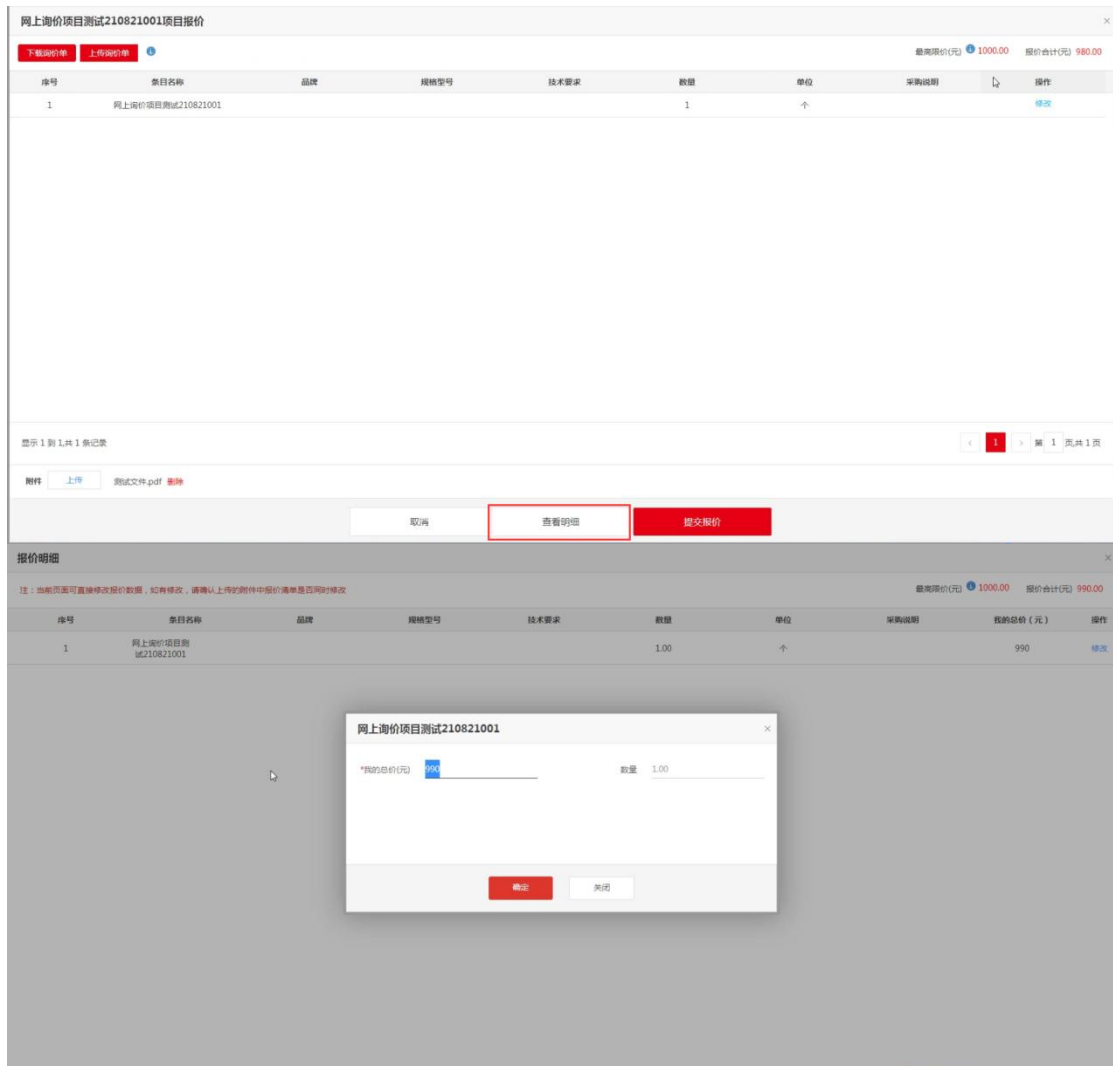 网上询价项目测试210821001项目报价
下载询价单 上传询价单 最高限价(元) 1000.00 报价合计(元) 980.00
序号 条目名称 品牌 规格型号 技术要求 数量 单位 采购说明 操作
1 网上询价项目测试210821001 1 个 修改
显示 1 到 1,共 1 条记录 1 第 1 页,共 1 页
附件 上传 测试文件.pdf 删除
取消 查看明细 提交报价
报价明细
注：当前页面可直接修改报价数据，如有修改，请确认上传的附件中报价清单是否同时修改 最高限价(元) 1000.00 报价合计(元) 990.00
序号 条目名称 品牌 规格型号 技术要求 数量 单位 采购说明 我的总价（元） 操作
1 网上询价项目测 1.00 个 990 修改
试210821001
网上询价项目测试210821001
*我的总价(元) 990 数量 1.00
确定 关闭